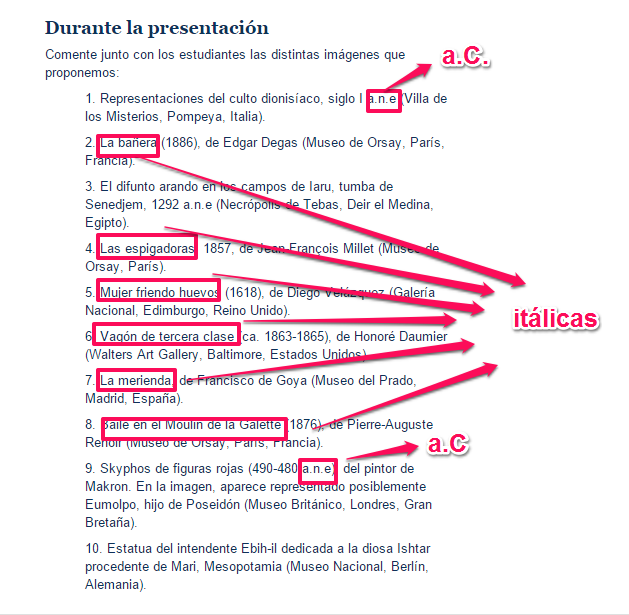 Durante la presentación
Comente junto con los estudiantes las distintas imágenes que
proponemos:
a.C.
1. Representaciones del culto dionisíaco, siglo I a.n.e (Villa de
los Misterios, Pompeya, Italia).
2. La bañera (1886), de Edgar Degas (Museo de Orsay, París,
Francia).
3. El difunto arando en los campos de Iaru, tumba de
Senedjem, 1292 a.n.e (Necrópolis de Tebas, Deir el Medina,
Egipto).
4. Las espigadoras, 1857, de Jean-François Millet (Museo de
Orsay, París).
5. Mujer friendo huevos (1618), de Diego Velázquez (Galería
Nacional, Edimburgo, Reino Unido).
itálicas
6. Vagón de tercera clase (ca. 1863-1865), de Honoré Daumier
(Walters Art Gallery, Baltimore, Estados Unidos).
7. La merienda, de Francisco de Goya (Museo del Prado,
Madrid, España).
8. Baile en el Moulin de la Galette (1876), de Pierre-Auguste
Renoir (Museo de Orsay, París, Francia).
a.C
9. Skyphos de figuras rojas (490-480 a.n.e), del pintor de
Makron. En la imagen, aparece representado posiblemente
Eumolpo, hijo de Poseidón (Museo Británico, Londres, Gran
Bretaña).
10. Estatua del intendente Ebih-il dedicada a la diosa Ishtar
procedente de Mari, Mesopotamia (Museo Nacional, Berlín,
Alemania).